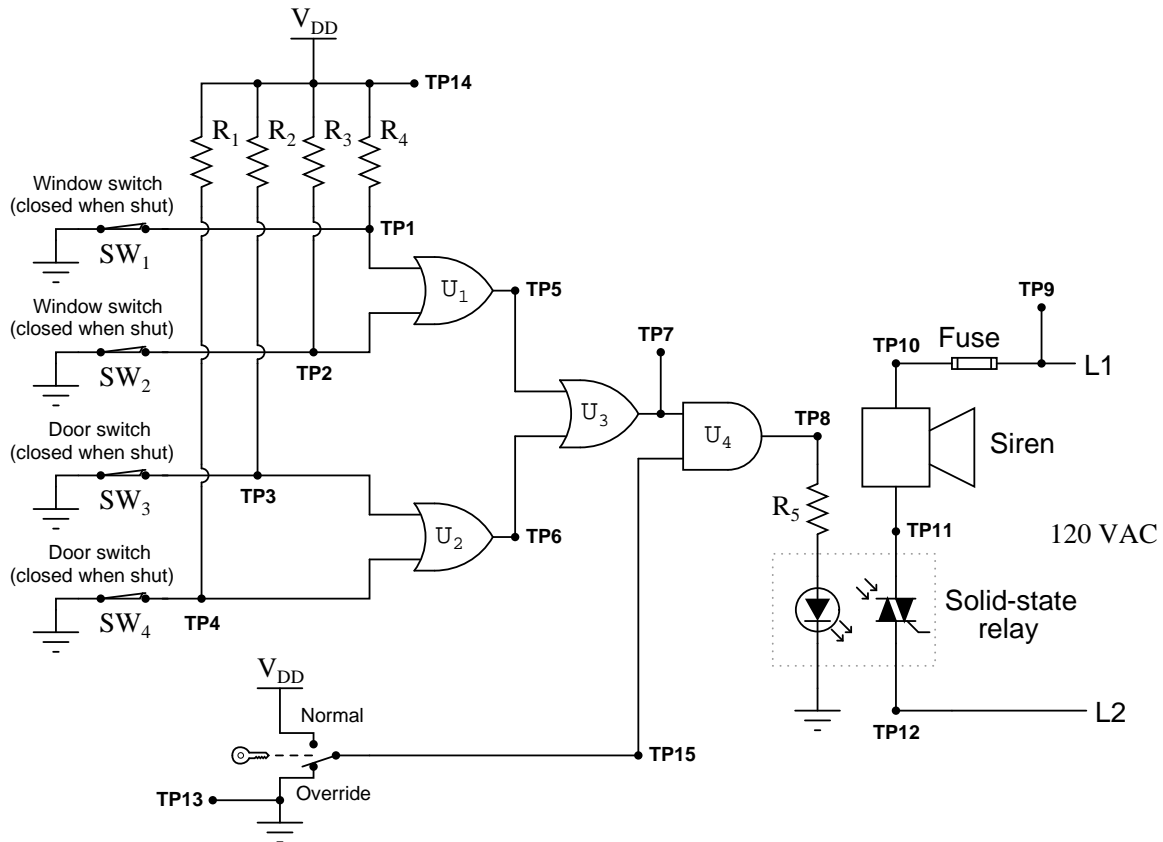 V_DD
TP14
R1 R2 R3 R4
Window switch
(closed when shut)
TP1
SW1
U1
TP5
Window switch
(closed when shut)
TP2
SW2
TP9
Fuse
TP10
L1
TP7
U3
U4
TP8
Siren
Door switch
(closed when shut)
TP3
SW3
R5
U2
TP6
TP11
120 VAC
Door switch
(closed when shut)
TP4
SW4
Solid-state
relay
V_DD
Normal
TP15
TP12
L2
TP13
Override